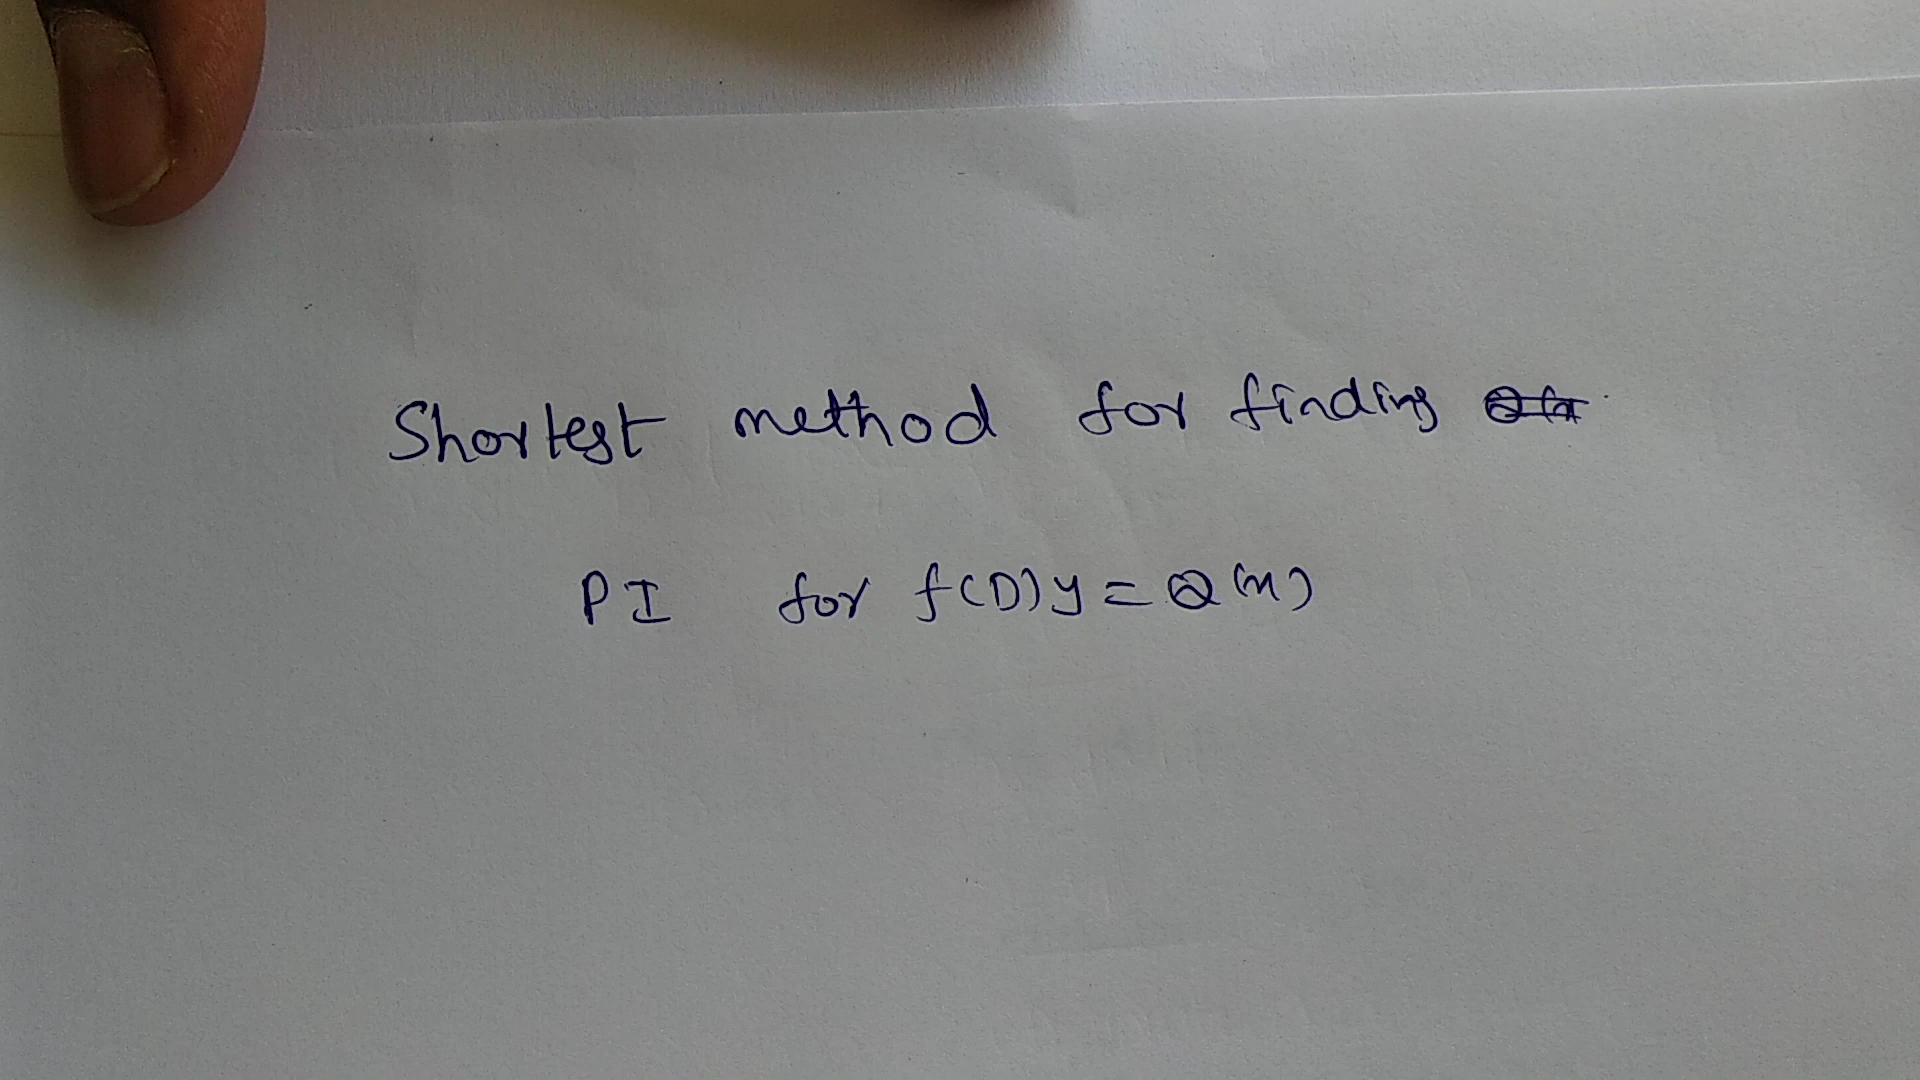 Shortest method for finding
PI for f(D)y = Q(x)